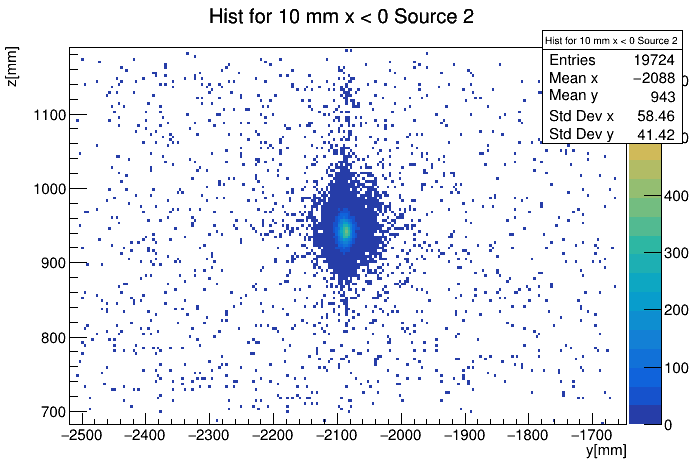 Hist for 10 mm x < 0 Source 2
z[mm]
Hist for 10 mm x < 0 Source 2
Entries 19724
Mean x −2088
Mean y 943
Std Dev x 58.46
Std Dev y 41.42
1100
1000
900
800
700
0
0
400
300
200
100
0
−2500 −2400 −2300 −2200 −2100 −2000 −1900 −1800 −1700
y[mm]